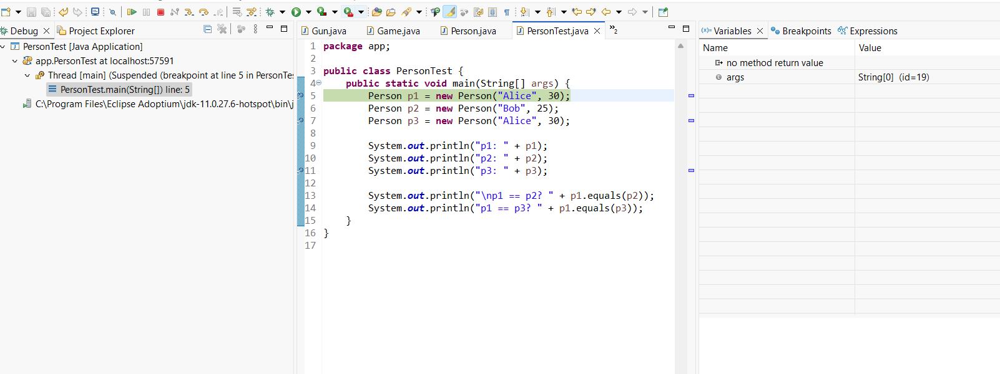 Debug
Project Explorer
PersonTest [Java Application]
app.PersonTest at localhost:57591
Thread [main] (Suspended (breakpoint at line 5 in PersonTe
PersonTest.main(String[]) line: 5
C:\Program Files\Eclipse Adoptium\jdk-11.0.27.6-hotspot\bin\j
Gun.java
Game.java
Person.java
PersonTest.java
»2
1 package app;
2
3 public class PersonTest {
4 public static void main(String[] args) {
5 Person p1 = new Person("Alice", 30);
6 Person p2 = new Person("Bob", 25);
7 Person p3 = new Person("Alice", 30);
8
9 System.out.println("p1: " + p1);
10 System.out.println("p2: " + p2);
11 System.out.println("p3: " + p3);
12
13 System.out.println("\np1 == p2? " + p1.equals(p2));
14 System.out.println("p1 == p3? " + p1.equals(p3));
15 }
16 }
17
(x)= Variables
Breakpoints
Expressions
Name Value
no method return value
args String[0] (id=19)